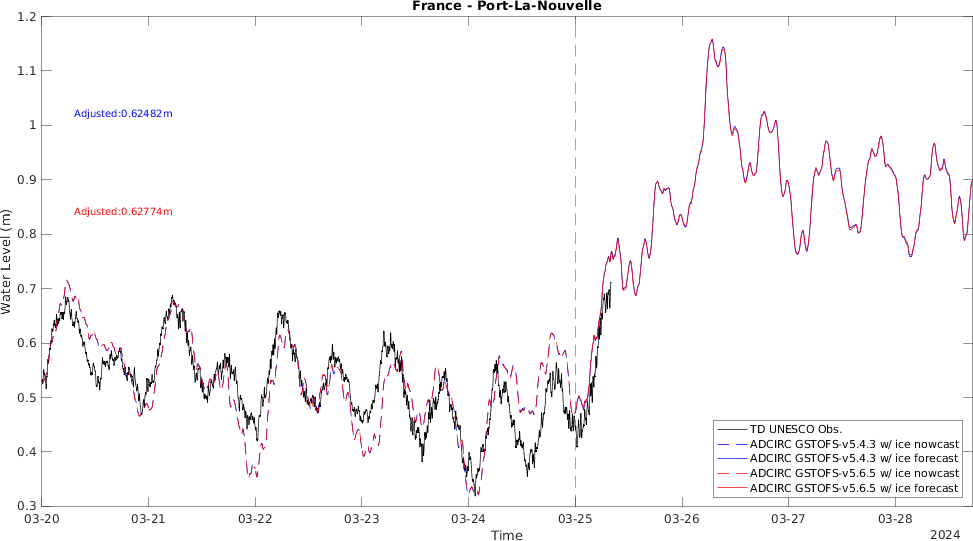 France - Port-La-Nouvelle
1.2
1.1
1
0.9
0.8
0.7
0.6
0.5
0.4
0.3
Water Level (m)
Adjusted:0.62482m
Adjusted:0.62774m
TD UNESCO Obs.
ADCIRC GSTOFS-v5.4.3 w/ ice nowcast
ADCIRC GSTOFS-v5.4.3 w/ ice forecast
ADCIRC GSTOFS-v5.6.5 w/ ice nowcast
ADCIRC GSTOFS-v5.6.5 w/ ice forecast
03-20 03-21 03-22 03-23 03-24 03-25 03-26 03-27 03-28
Time
2024